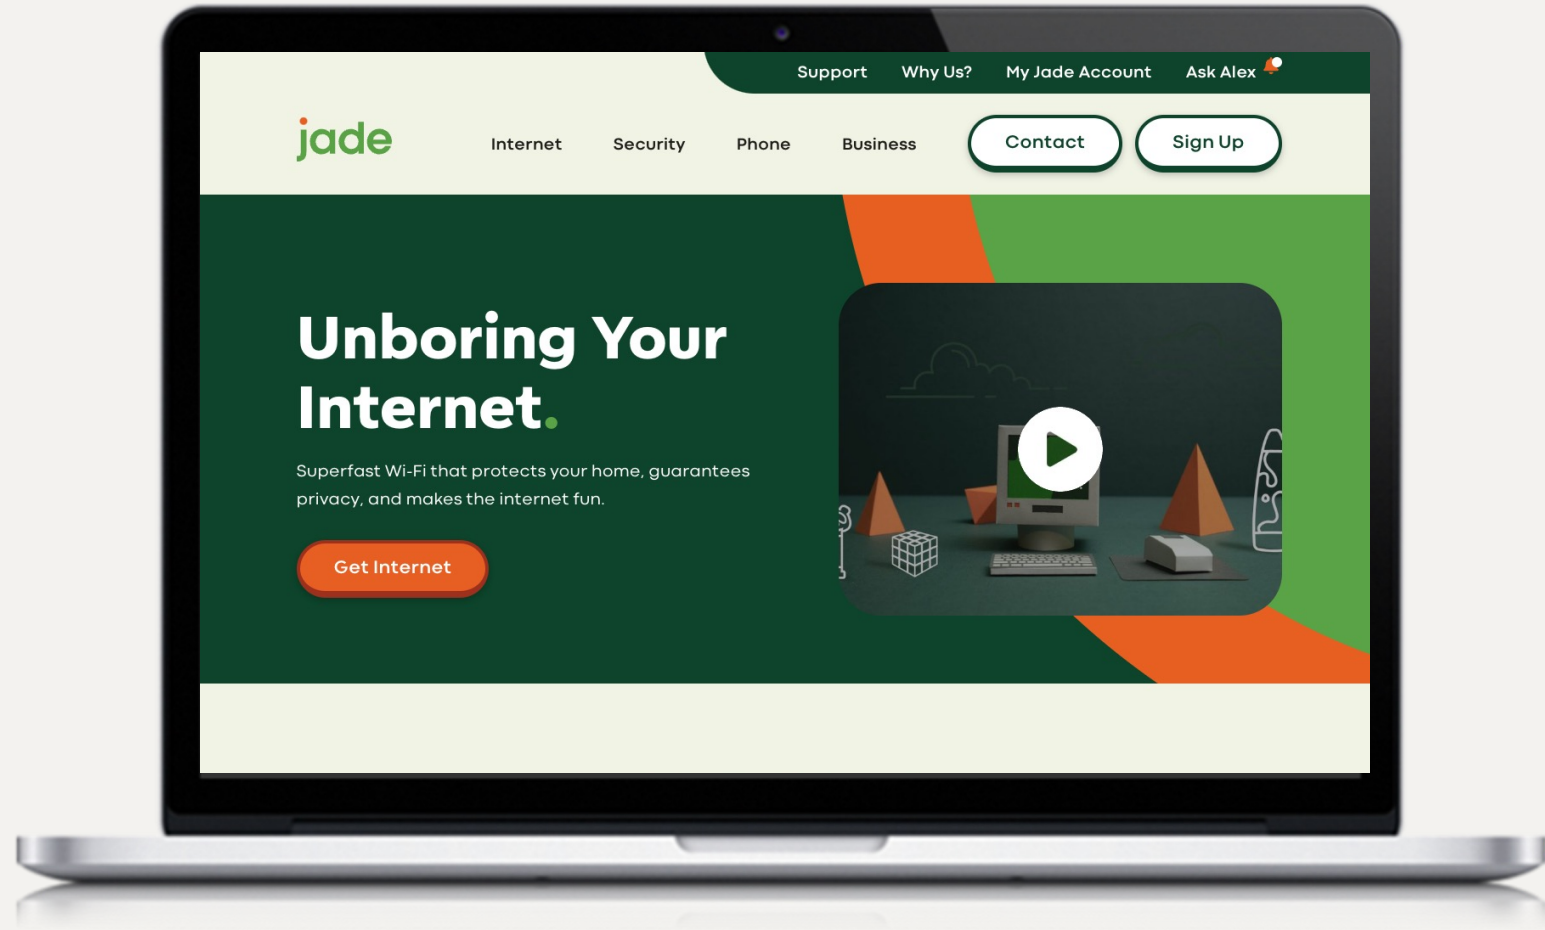 Support Why Us? My Jade Account Ask Alex
jade
Internet Security Phone Business Contact Sign Up
Unboring Your
Internet.
Superfast Wi-Fi that protects your home, guarantees
privacy, and makes the internet fun.
Get Internet